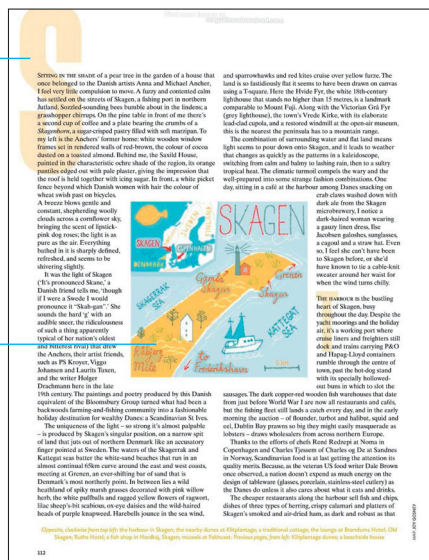 SITTING IN THE SHADE of a pear tree in the garden of a house that
once belonged to the Danish artists Anna and Michael Ancher,
I feel very little compulsion to move. A fuzzy and contented calm
has settled on the streets of Skagen, a fishing port in northern
Jutland. Sozzled-sounding bees bumble about in the lindens; a
grasshopper chirrups. On the pine table in front of me there's
a second cup of coffee and a plate bearing the crumbs of a
Skagenhorn, a sugar-crisped pastry filled with soft marzipan. To
my left is the Anchers' former home: white wooden window
frames set in rendered walls of red-brown, the colour of cocoa
dusted on a toasted almond. Behind me, the Saxild House,
painted in the characteristic ochre shade of the region, its orange
pantiles edged out with pale plaster, giving the impression that
the roof is held together with icing sugar. In front, a white picket
fence beyond which Danish women with hair the colour of
wheat swish past on bicycles.
A breeze blows gentle and
constant, shepherding woolly
clouds across a cornflower sky,
bringing the scent of lipstick-
pink dog roses; the light is as
pure as the air. Everything
bathed in it is sharply defined,
refreshed, and seems to be
shivering slightly.
It was the light of Skagen
('It's pronounced Skane,' a
Danish friend tells me, 'though
if I were a Swede I would
pronounce it "Skah-gan".' She
sounds the hard 'g' with an
audible sneer, the ridiculousness
of such a thing apparently
typical of her nation's oldest
and bitterest rival) that drew
the Anchers, their artist friends,
such as PS Kroyer, Viggo
Johansen and Laurits Tuxen,
and the writer Holger
Drachmann here in the late
19th century. The paintings and poetry produced by this Danish
equivalent of the Bloomsbury Group turned what had been a
backwoods farming-and-fishing community into a fashionable
holiday destination for wealthy Danes: a Scandinavian St Ives.
The uniqueness of the light – so strong it's almost palpable
– is produced by Skagen's singular position, on a narrow spit
of land that juts out of northern Denmark like an accusatory
finger pointed at Sweden. The waters of the Skagerrak and
Kattegat seas batter the white-sand beaches that run in an
almost continual 65km curve around the east and west coasts,
meeting at Grenen, an ever-shifting bar of sand that is
Denmark's most northerly point. In between lies a wild
heathland of spiky marsh grasses decorated with pink willow
herb, the white puffballs and ragged yellow flowers of ragwort,
lilac sheep's-bit scabious, ox-eye daisies and the wild-haired
heads of purple knapweed. Harebells jounce in the sea wind,
and sparrowhawks and red kites cruise over yellow furze. The
land is so fastidiously flat it seems to have been drawn on canvas
using a T-square. Here the Hvide Fyr, the white 18th-century
lighthouse that stands no higher than 15 metres, is a landmark
comparable to Mount Fuji. Along with the Victorian Grå Fyr
(grey lighthouse), the town's Vrede Kirke, with its elaborate
lead-clad cupola, and a restored windmill at the open-air museum,
this is the nearest the peninsula has to a mountain range.
The combination of surrounding water and flat land means
light seems to pour down onto Skagen, and it leads to weather
that changes as quickly as the patterns in a kaleidoscope,
switching from calm and balmy to lashing rain, then to a sultry
tropical heat. The climatic turmoil compels the wary and the
well-prepared into some strange fashion combinations. One
day, sitting in a café at the harbour among Danes snacking on
crab claws washed down with
dark ale from the Skagen
microbrewery, I notice a
dark-haired woman wearing
a gauzy linen dress, Ilse
Jacobsen galoshes, sunglasses,
a cagoul and a straw hat. Even
so, I feel she can't have been
to Skagen before, or she'd
have known to tie a cable-knit
sweater around her waist for
when the wind turns chilly.
THE HARBOUR IS the bustling
heart of Skagen, busy
throughout the day. Despite the
yacht moorings and the holiday
air, it's a working port where
cruise liners and freighters still
dock and trains carrying P&O
and Hapag-Lloyd containers
rumble through the centre of
town, past the hot-dog stand
with its specially hollowed-
out buns in which to slot the
sausages. The dark copper-red wooden fish warehouses that date
from just before World War I are now all restaurants and cafés,
but the fishing fleet still lands a catch every day, and in the early
morning the auction – of flounder, turbot and halibut, squid and
eel, Dublin Bay prawns so big they might easily masquerade as
lobsters – draws wholesalers from across northern Europe.
Thanks to the efforts of chefs René Redzepi at Noma in
Copenhagen and Charles Tjessem of Charles og De at Sandnes
in Norway, Scandinavian food is at last getting the attention its
quality merits. Because, as the veteran US food writer Dale Brown
once observed, a nation doesn't expend as much energy on the
design of tableware (glasses, porcelain, stainless-steel cutlery) as
the Danes do unless it also cares about what it eats and drinks.
The cheaper restaurants along the harbour sell fish and chips,
dishes of three types of herring, crispy calamari and platters of
Skagen's smoked and air-dried ham, as dark and robust as that
SKAGEN
SKAGEN
DENMARK
SKAGERRAK
SEA
Gamla
Skagen
Grenen
Skagen
KATTEGAT
SEA
Råbjerg
Mile
to
Frederikshavn
Opposite, clockwise from top left: the harbour in Skagen, the nearby dunes at Klitplantage; a traditional cottage; the lounge at Brøndums Hotel; Old
Skagen; Ruths Hotel; a fish shop in Hordkaj, Skagen; mussels at Pakhuset. Previous pages, from left: Klitplantage dunes; a beachside house
112